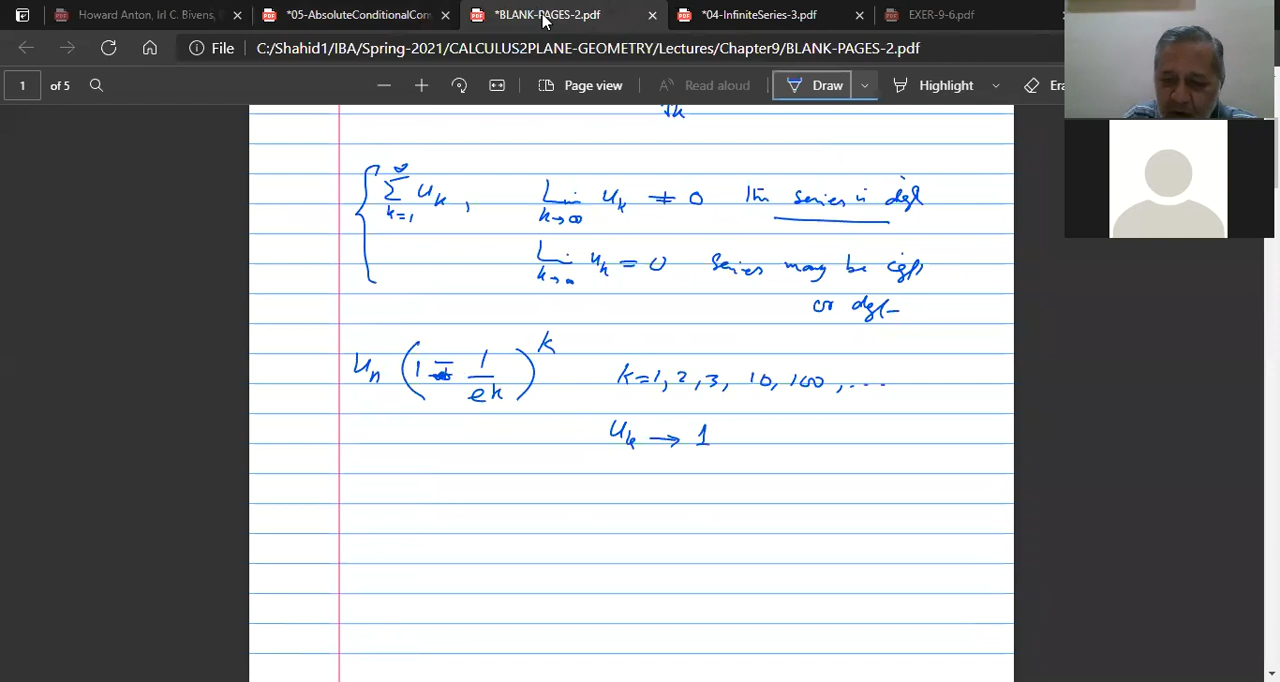 Howard Anton, Irl C. Bivens, *05-AbsoluteConditionalCon *BLANK-PAGES-2.pdf *04-InfiniteSeries-3.pdf EXER-9-6.pdf
File C:/Shahid1/IBA/Spring-2021/CALCULUS2PLANE-GEOMETRY/Lectures/Chapter9/BLANK-PAGES-2.pdf
1 of 5 Page view Read aloud Draw Highlight Era
√k
∞
{ Σ u_k , Lim u_k ≠ 0 The series is dgt
k=1 k→∞
Lim u_k = 0 Series may be cgt
k→∞
or dgt
u_n (1 - 1/ek)^k k=1, 2, 3, 10, 100, ...
u_k → 1